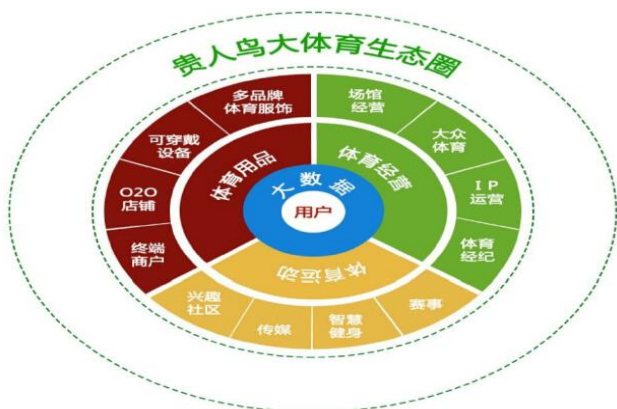 贵人鸟大体育生态圈
多品牌
体育服饰
可穿戴
设备
O2O
店铺
终端
商户
体育用品
场馆
经营
大众
体育
IP
运营
体育
经纪
体育经营
大数据
用户
体育运动
兴趣
社区
传媒
智慧
健身
赛事